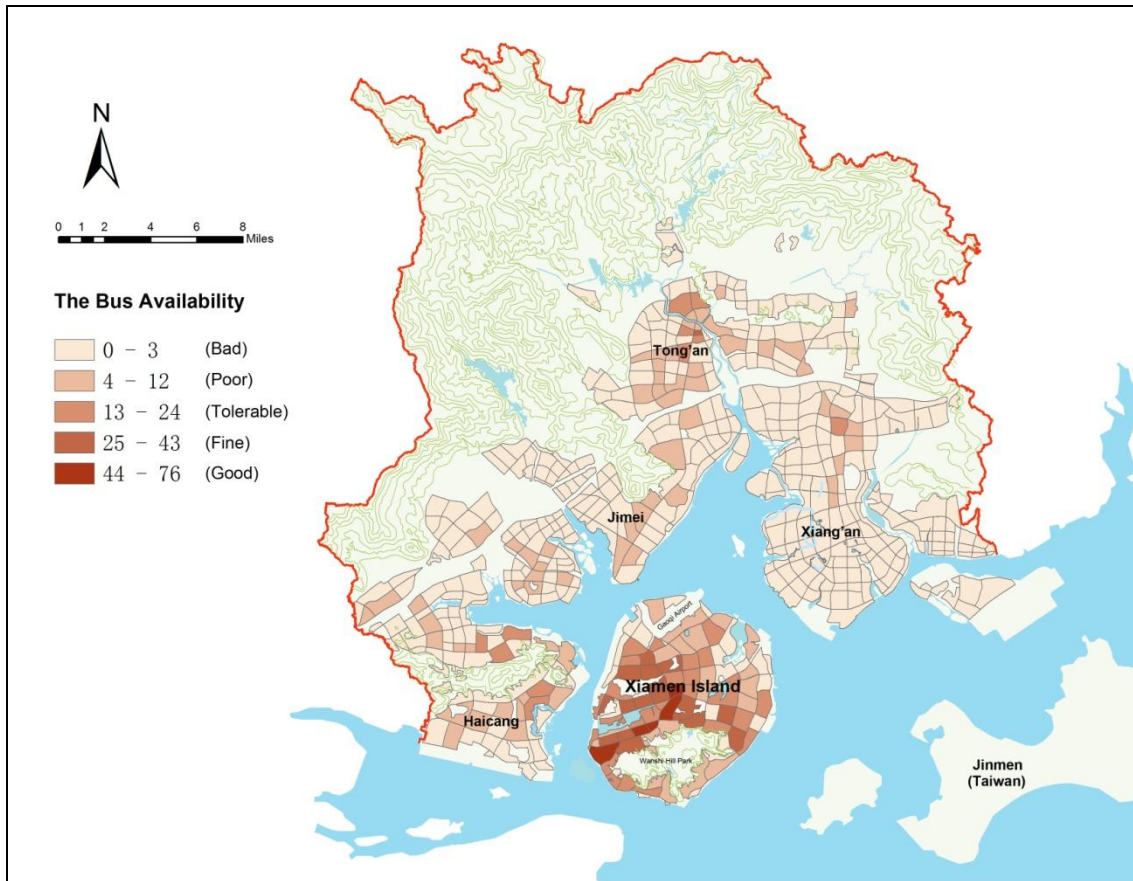 N
0 1 2 4 6 8
Miles
The Bus Availability
0 - 3 (Bad)
4 - 12 (Poor)
13 - 24 (Tolerable)
25 - 43 (Fine)
44 - 76 (Good)
Tong'an
Jimei
Xiang'an
Gaoqi Airport
Xiamen Island
Haicang
Wanshi Hill Park
Jinmen
(Taiwan)